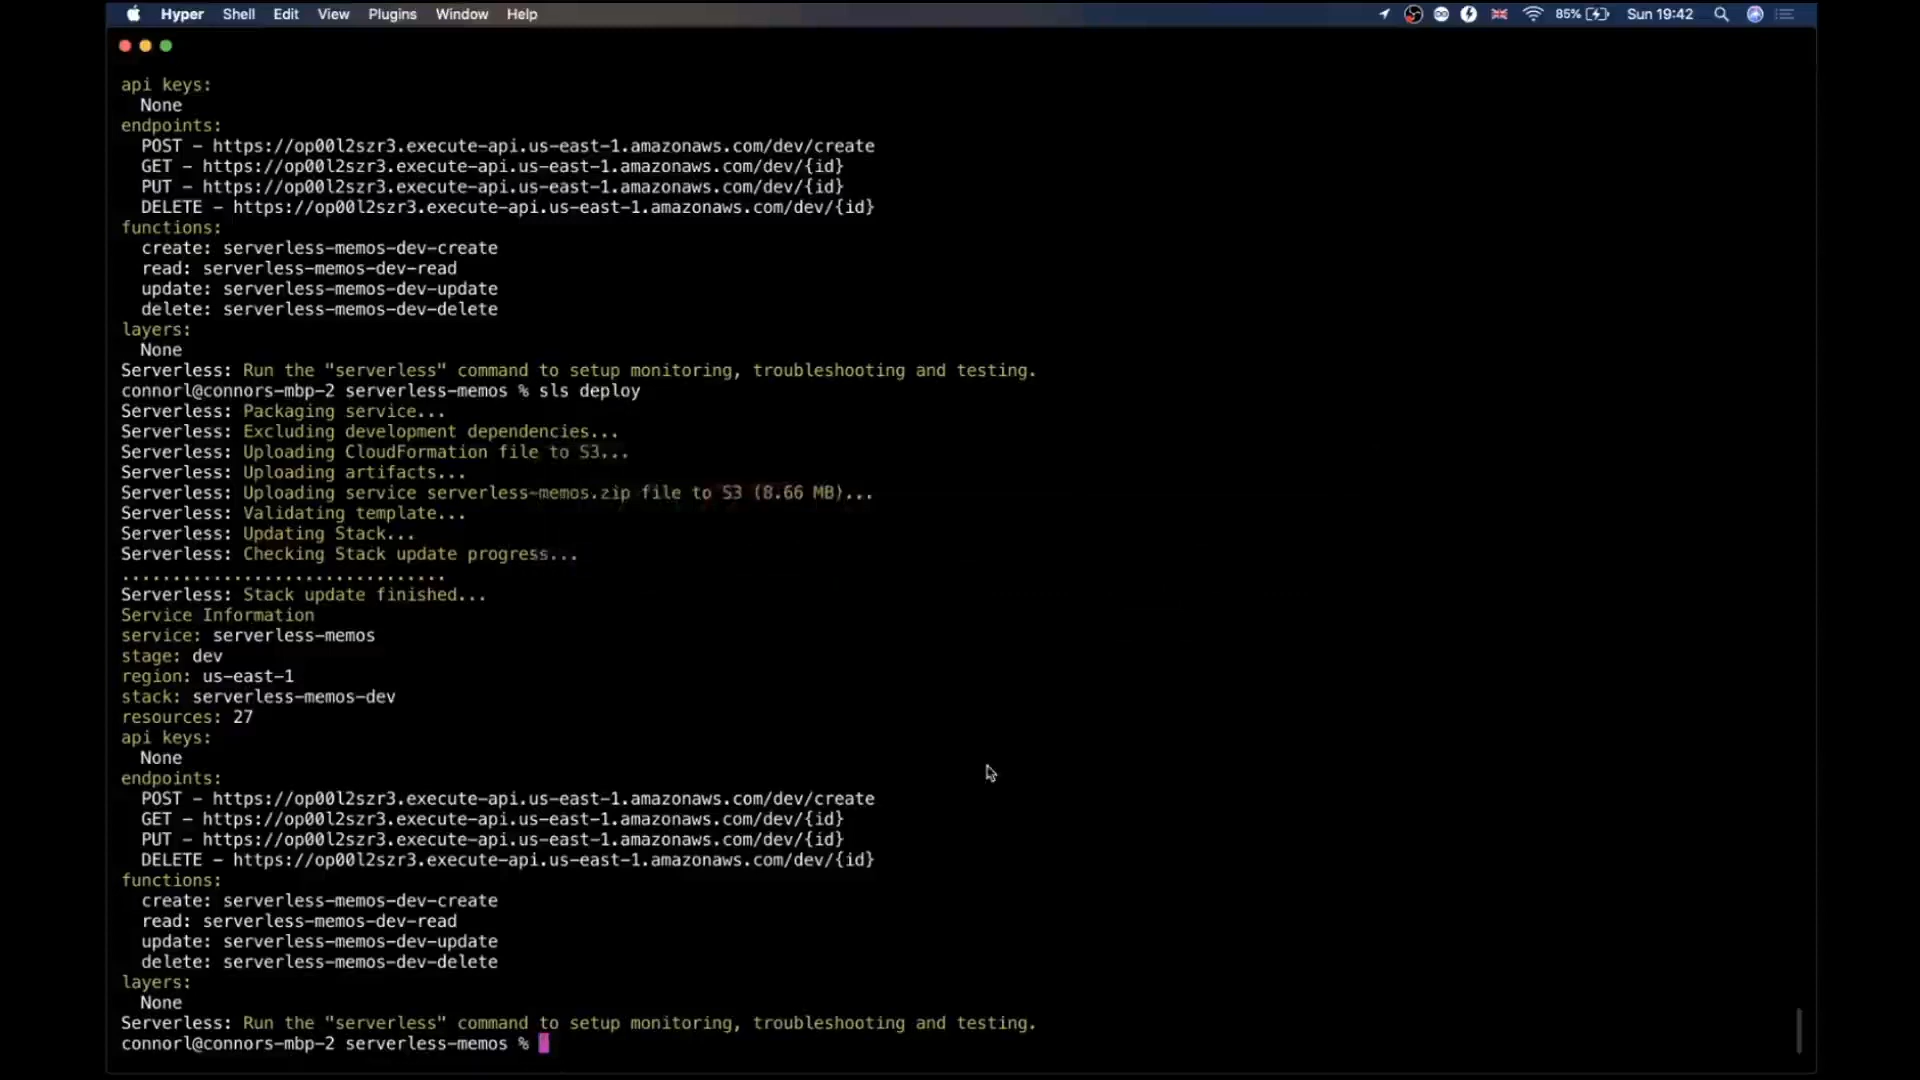 Hyper Shell Edit View Plugins Window Help 85% Sun 19:42
api keys:
None
endpoints:
POST - https://op00l2szr3.execute-api.us-east-1.amazonaws.com/dev/create
GET - https://op00l2szr3.execute-api.us-east-1.amazonaws.com/dev/{id}
PUT - https://op00l2szr3.execute-api.us-east-1.amazonaws.com/dev/{id}
DELETE - https://op00l2szr3.execute-api.us-east-1.amazonaws.com/dev/{id}
functions:
create: serverless-memos-dev-create
read: serverless-memos-dev-read
update: serverless-memos-dev-update
delete: serverless-memos-dev-delete
layers:
None
Serverless: Run the "serverless" command to setup monitoring, troubleshooting and testing.
connorl@connors-mbp-2 serverless-memos % sls deploy
Serverless: Packaging service...
Serverless: Excluding development dependencies...
Serverless: Uploading CloudFormation file to S3...
Serverless: Uploading artifacts...
Serverless: Uploading service serverless-memos.zip file to S3 (8.66 MB)...
Serverless: Validating template...
Serverless: Updating Stack...
Serverless: Checking Stack update progress...
................................
Serverless: Stack update finished...
Service Information
service: serverless-memos
stage: dev
region: us-east-1
stack: serverless-memos-dev
resources: 27
api keys:
None
endpoints:
POST - https://op00l2szr3.execute-api.us-east-1.amazonaws.com/dev/create
GET - https://op00l2szr3.execute-api.us-east-1.amazonaws.com/dev/{id}
PUT - https://op00l2szr3.execute-api.us-east-1.amazonaws.com/dev/{id}
DELETE - https://op00l2szr3.execute-api.us-east-1.amazonaws.com/dev/{id}
functions:
create: serverless-memos-dev-create
read: serverless-memos-dev-read
update: serverless-memos-dev-update
delete: serverless-memos-dev-delete
layers:
None
Serverless: Run the "serverless" command to setup monitoring, troubleshooting and testing.
connorl@connors-mbp-2 serverless-memos %